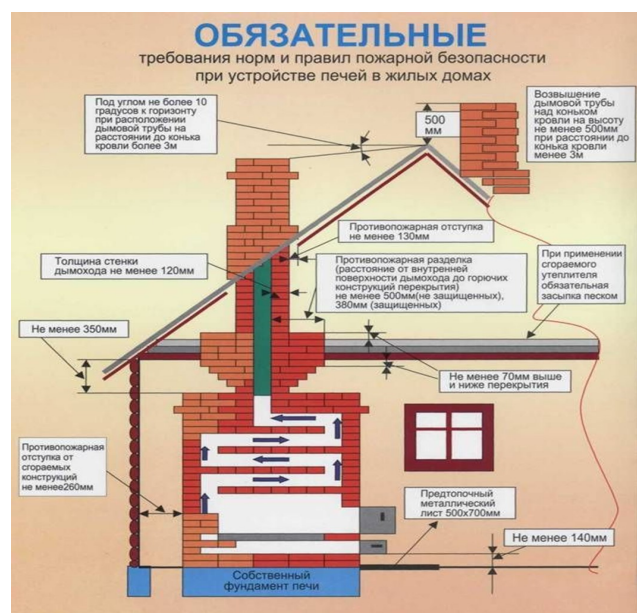 ОБЯЗАТЕЛЬНЫЕ
требования норм и правил пожарной безопасности
при устройстве печей в жилых домах
Под углом не более 10
градусов к горизонту
при расположении
дымовой трубы на
расстоянии до конька
кровли более 3м
500
мм
Возвышение
дымовой трубы
над коньком
кровли на высоту
не менее 500мм
при расстоянии до
конька кровли
менее 3м
Противопожарная отступка
не менее 130мм
Толщина стенки
дымохода не менее 120мм
Противопожарная разделка
(расстояние от внутренней
поверхности дымохода до горючих
конструкций перекрытия)
не менее 500мм(не защищенных),
380мм (защищенных)
При применении
сгораемого
утеплителя
обязательная
засыпка песком
Не менее 350мм
Не менее 70мм выше
и ниже перекрытия
Противопожарная
отступка от
сгораемых
конструкций
не менее260мм
Предтопочный
металлический
лист 500х700мм
Не менее 140мм
Собственный
фундамент печи